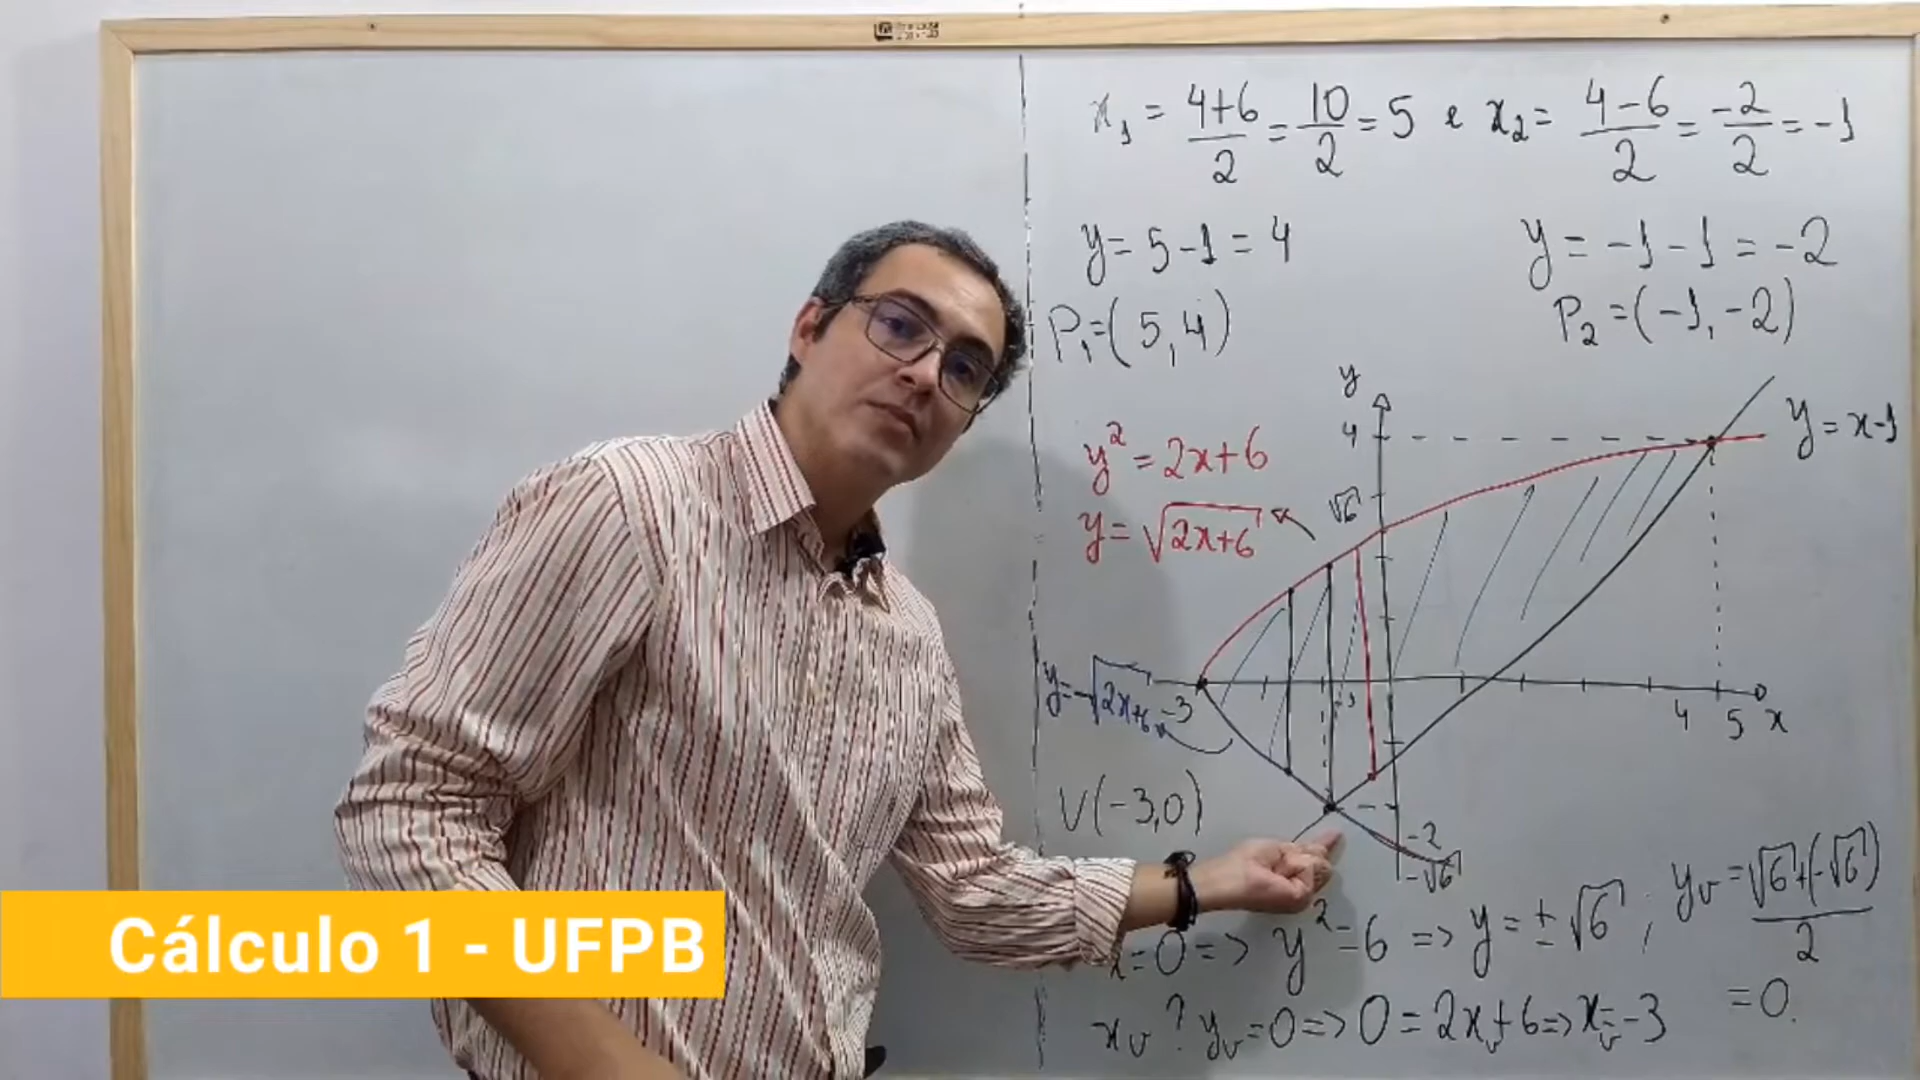 x₁ = (4+6)/2 = 10/2 = 5 e x₂ = (4-6)/2 = -2/2 = -1
y = 5-1 = 4
y = -1-1 = -2
P₁=(5,4)
P₂=(-1,-2)
y
4
y = x-1
y² = 2x+6
√6
y = √(2x+6)
y=-√(2x+6)
-3
-1
4
5
x
V(-3,0)
-2
-√6
x=0 => y²=6 => y = ±√6 ; yᵥ = (√6+(-√6))/2
= 0.
xᵥ? yᵥ=0 => 0 = 2xᵥ+6 => xᵥ=-3
Cálculo 1 - UFPB